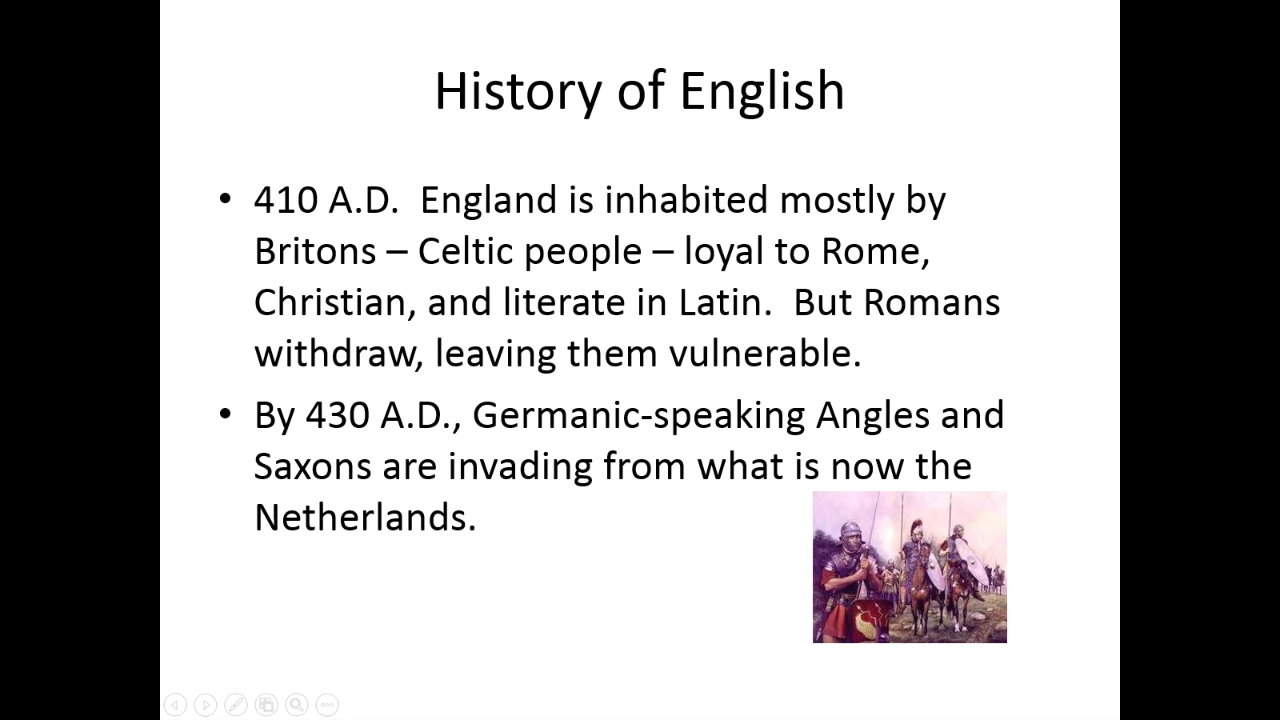 History of English
• 410 A.D.  England is inhabited mostly by
Britons – Celtic people – loyal to Rome,
Christian, and literate in Latin.  But Romans
withdraw, leaving them vulnerable.
• By 430 A.D., Germanic-speaking Angles and
Saxons are invading from what is now the
Netherlands.